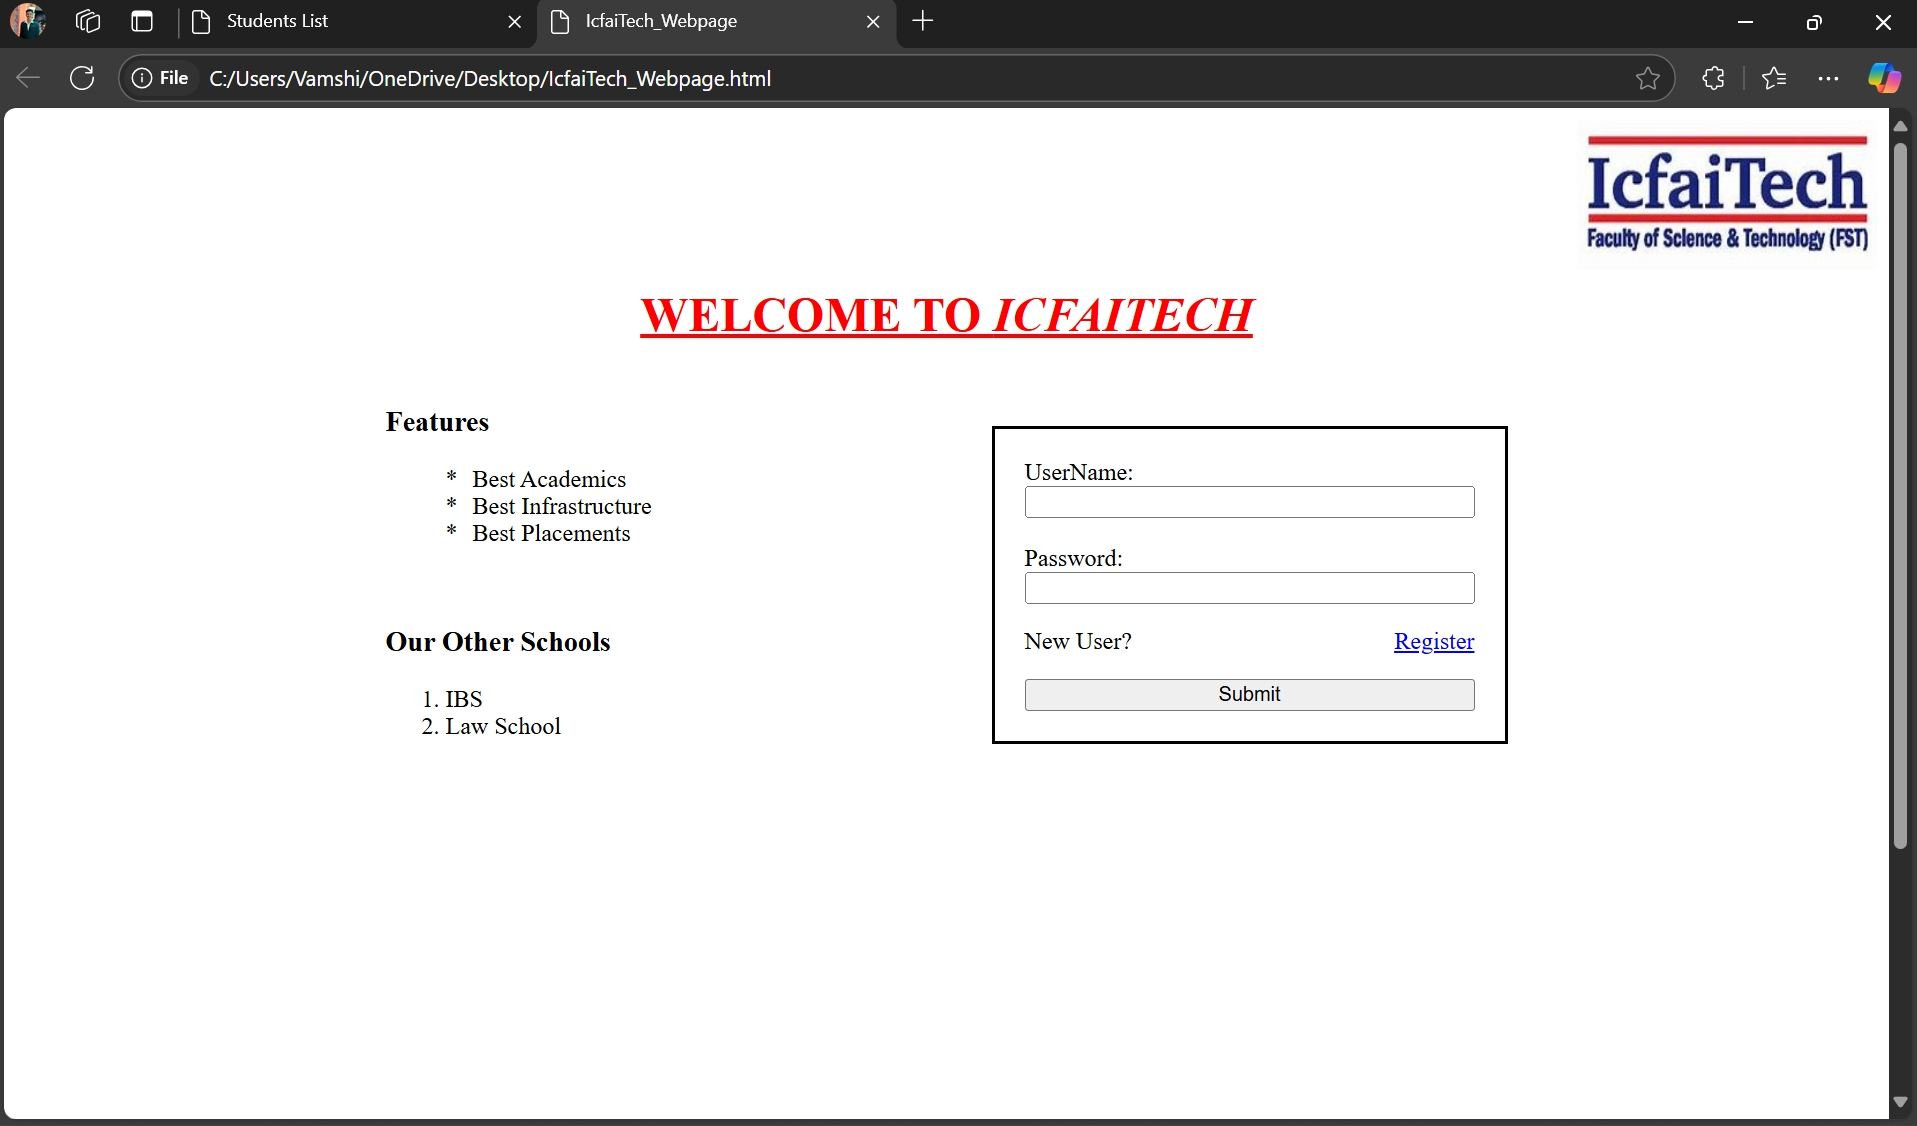 Students List
IcfaiTech_Webpage
File C:/Users/Vamshi/OneDrive/Desktop/IcfaiTech_Webpage.html
IcfaiTech
Faculty of Science & Technology (FST)
WELCOME TO ICFAITECH
Features
* Best Academics
* Best Infrastructure
* Best Placements
Our Other Schools
1. IBS
2. Law School
UserName:
Password:
New User? Register
Submit